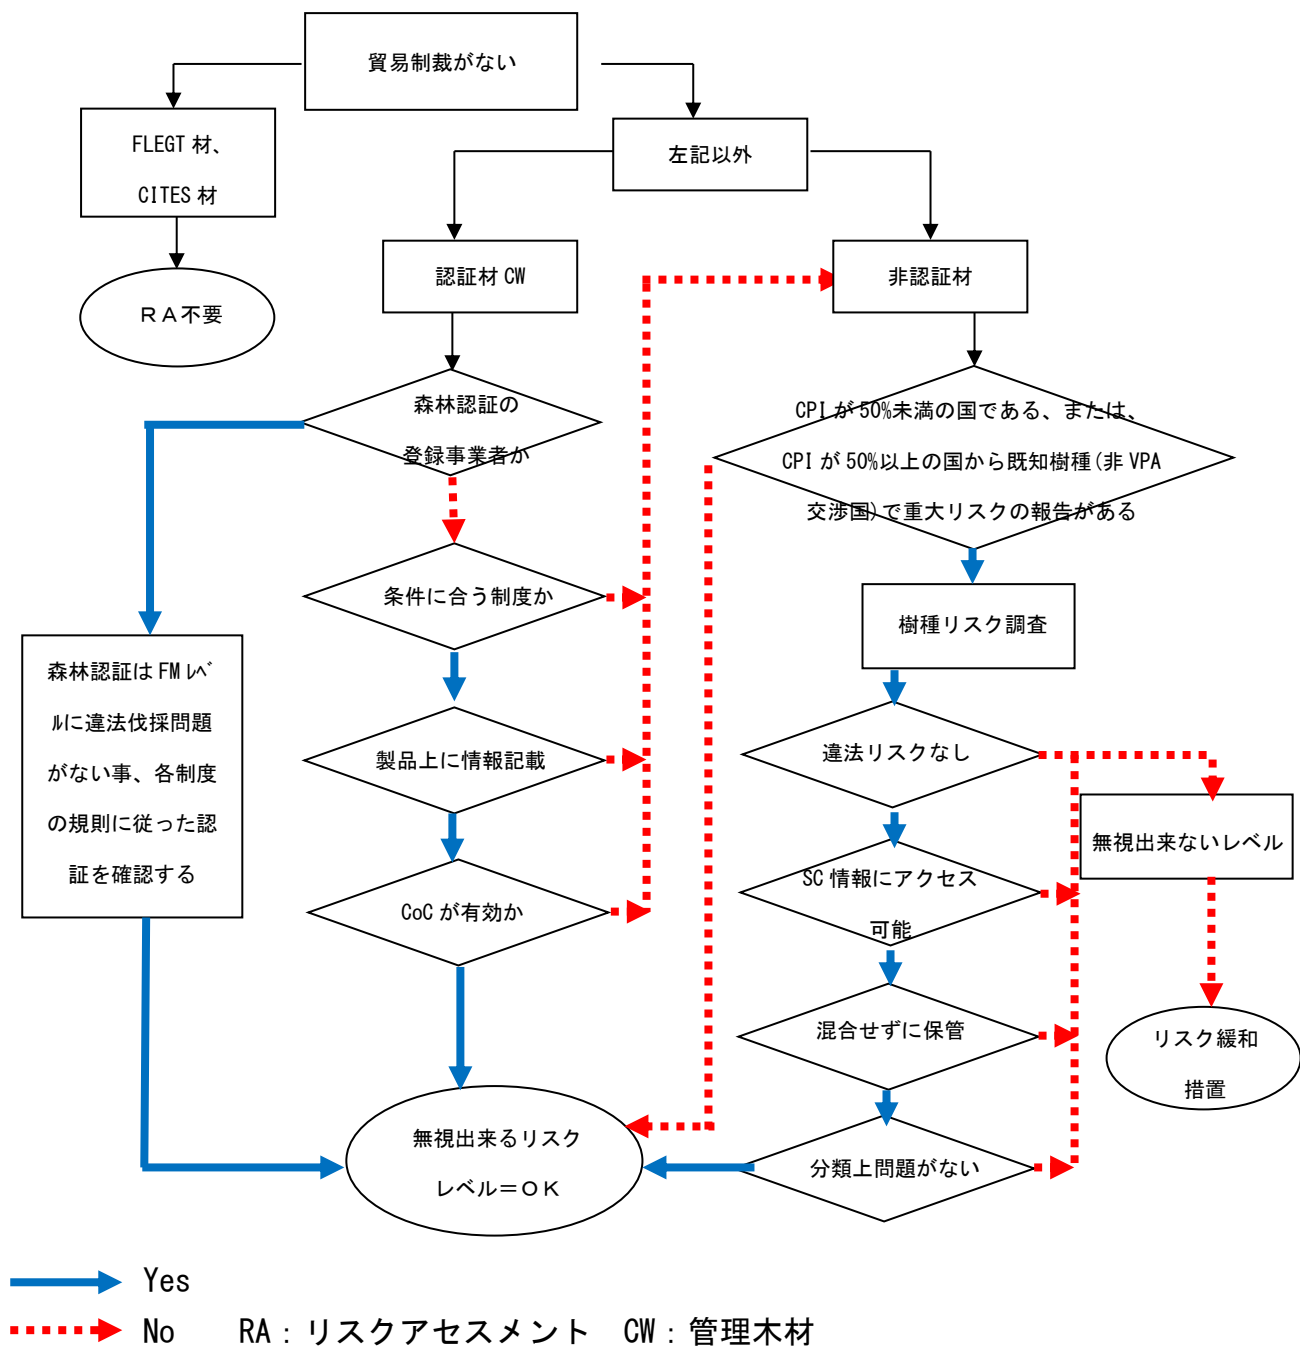 貿易制裁がない
FLEGT 材、
CITES 材
左記以外
認証材 CW
非認証材
RA不要
森林認証の
登録事業者か
CPI が 50%未満の国である、または、
CPI が 50%以上の国から既知樹種(非 VPA
交渉国)で重大リスクの報告がある
条件に合う制度か
樹種リスク調査
森林認証は FM ﾚﾍﾞ
ﾙに違法伐採問題
がない事、各制度
の規則に従った認
証を確認する
製品上に情報記載
違法リスクなし
無視出来ないレベル
CoC が有効か
SC 情報にアクセス
可能
混合せずに保管
リスク緩和
措置
無視出来るリスク
レベル=OK
分類上問題がない
Yes
No RA：リスクアセスメント CW：管理木材